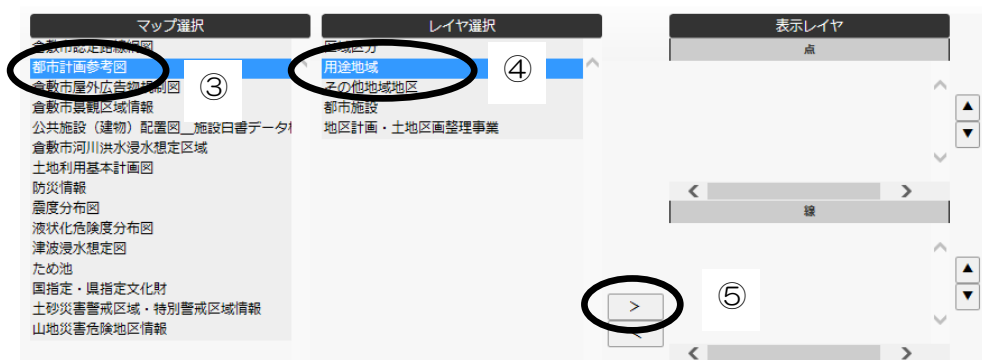 マップ選択
倉敷市認定路線網図
都市計画参考図
③
倉敷市屋外広告物規制図
倉敷市景観区域情報
公共施設（建物）配置図__施設白書データ
倉敷市河川洪水浸水想定区域
土地利用基本計画図
防災情報
震度分布図
液状化危険度分布図
津波浸水想定図
ため池
国指定・県指定文化財
土砂災害警戒区域・特別警戒区域情報
山地災害危険地区情報
レイヤ選択
区域区分
用途地域
④
その他地域地区
都市施設
地区計画・土地区画整理事業
>
<
⑤
表示レイヤ
点
▲
▼
線
▲
▼